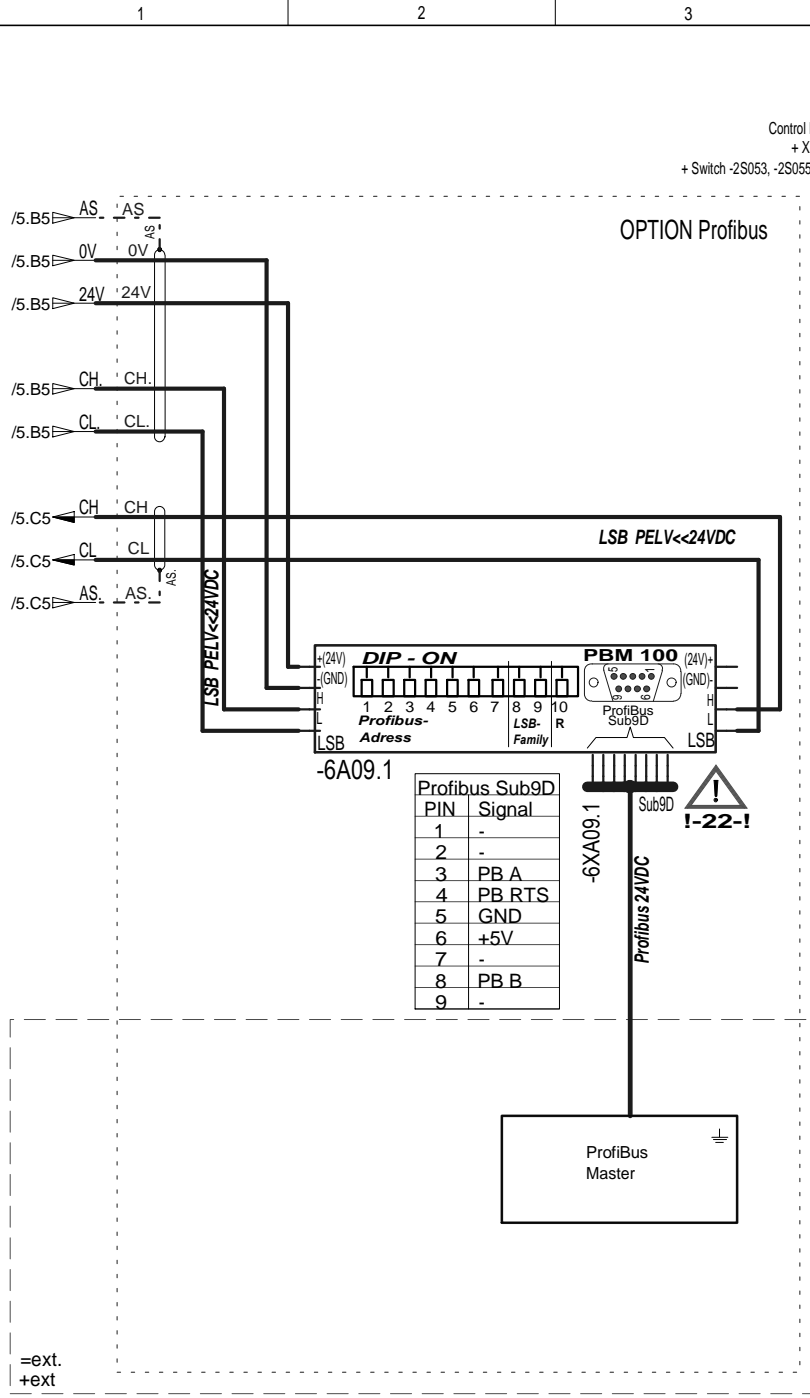 1 2 3
Control
+ X
+ Switch -2S053, -2S055
OPTION Profibus
/5.B5 AS AS
AS
/5.B5 0V 0V
/5.B5 24V 24V
/5.B5 CH. CH.
/5.B5 CL. CL.
/5.C5 CH CH
LSB PELV<<24VDC
/5.C5 CL CL
/5.C5 AS. AS.
AS.
LSB PELV<<24VDC
+(24V) DIP - ON PBM 100 (24V)+
-(GND) 5 1 (GND)-
9 6
H H
1 2 3 4 5 6 7 8 9 10
Profibus- LSB- R ProfiBus
Adress Family Sub9D
L L
LSB LSB
-6A09.1
Profibus Sub9D
PIN Signal
1 -
2 -
3 PB A
4 PB RTS
5 GND
6 +5V
7 -
8 PB B
9 -
-6XA09.1
Sub9D
!
!-22-!
Profibus 24VDC
ProfiBus
Master
=ext.
+ext